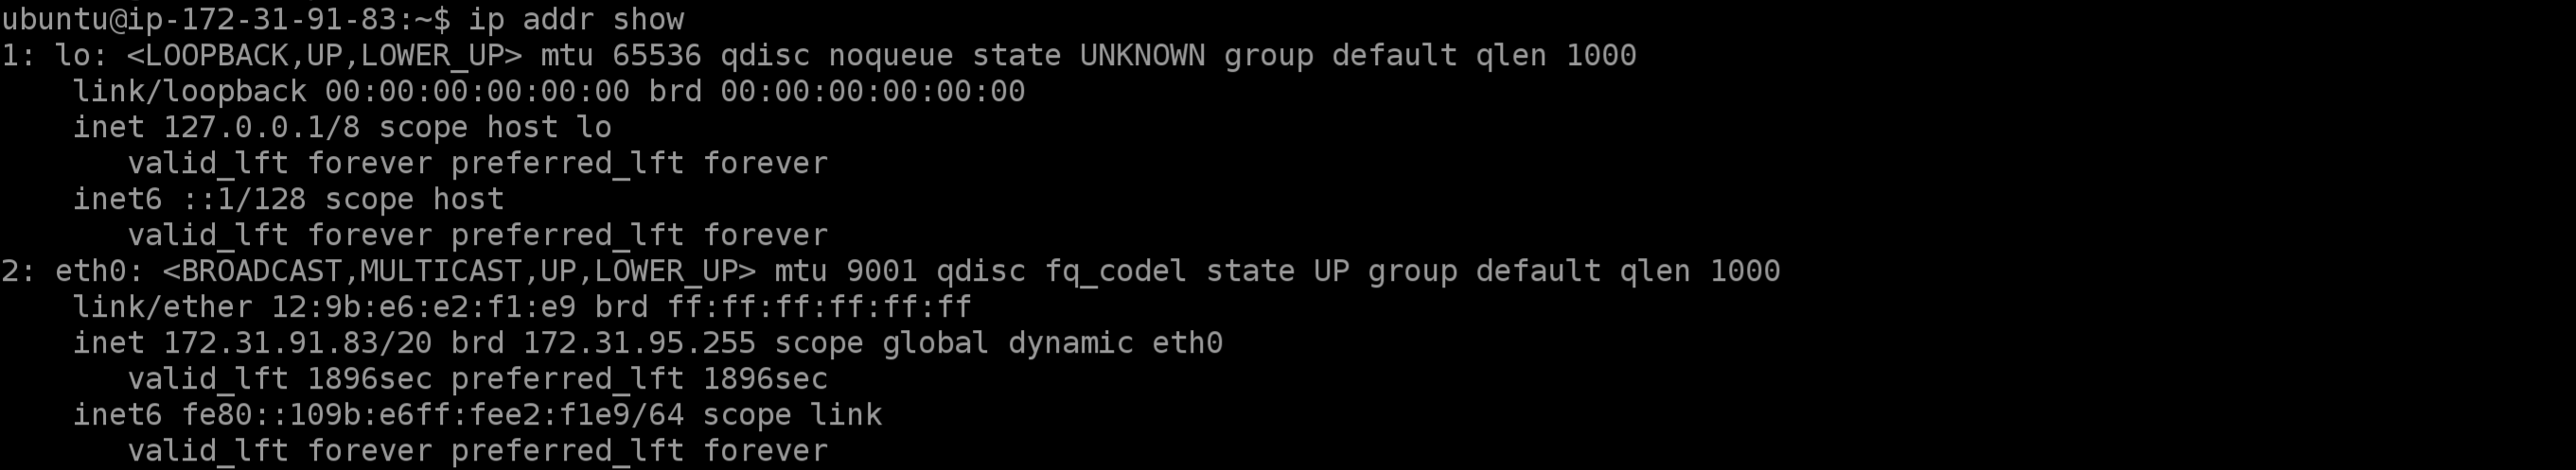 ubuntu@ip-172-31-91-83:~$ ip addr show
1: lo: <LOOPBACK,UP,LOWER_UP> mtu 65536 qdisc noqueue state UNKNOWN group default qlen 1000
    link/loopback 00:00:00:00:00:00 brd 00:00:00:00:00:00
    inet 127.0.0.1/8 scope host lo
       valid_lft forever preferred_lft forever
    inet6 ::1/128 scope host
       valid_lft forever preferred_lft forever
2: eth0: <BROADCAST,MULTICAST,UP,LOWER_UP> mtu 9001 qdisc fq_codel state UP group default qlen 1000
    link/ether 12:9b:e6:e2:f1:e9 brd ff:ff:ff:ff:ff:ff
    inet 172.31.91.83/20 brd 172.31.95.255 scope global dynamic eth0
       valid_lft 1896sec preferred_lft 1896sec
    inet6 fe80::109b:e6ff:fee2:f1e9/64 scope link
       valid_lft forever preferred_lft forever